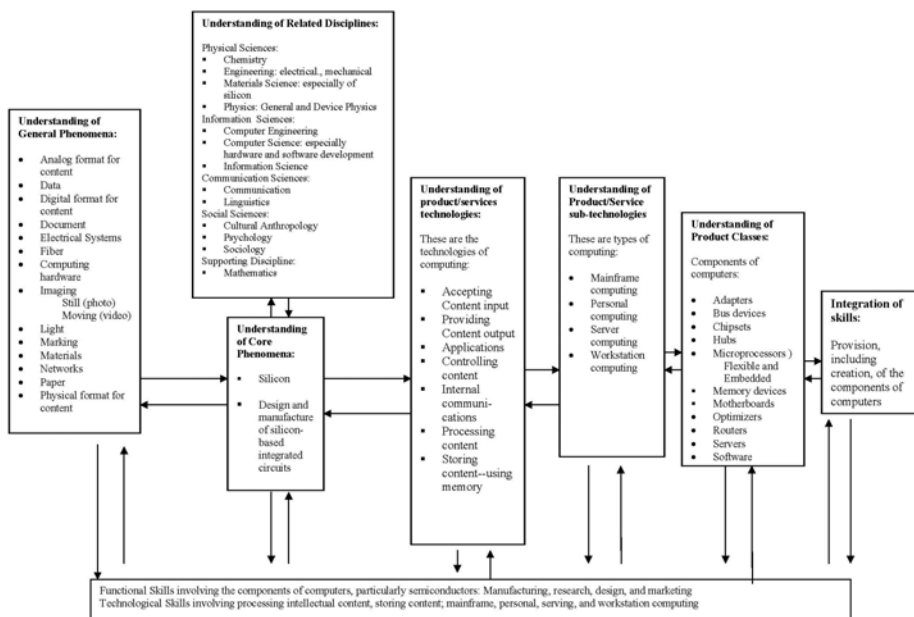 Understanding of
General Phenomena:
Analog format for
content
Data
Digital format for
content
Document
Electrical Systems
Fiber
Computing
hardware
Imaging
Still (photo)
Moving (video)
Light
Marking
Materials
Networks
Paper
Physical format for
content
Understanding of Related Disciplines:
Physical Sciences:
Chemistry
Engineering: electrical., mechanical
Materials Science: especially of
silicon
Physics: General and Device Physics
Information Sciences:
Computer Engineering
Computer Science: especially
hardware and software development
Information Science
Communication Sciences:
Communication
Linguistics
Social Sciences:
Cultural Anthropology
Psychology
Sociology
Supporting Discipline:
Mathematics
Understanding
of Core
Phenomena:
Silicon
Design and
manufacture
of silicon-
based
integrated
circuits
Understanding of
product/services
technologies:
These are the
technologies of
computing:
Accepting
Content input
Providing
Content output
Applications
Controlling
content
Internal
communi-
cations
Processing
content
Storing
content--using
memory
Understanding of
Product/Service
sub-technologies
These are types of
computing:
Mainframe
computing
Personal
computing
Server
computing
Workstation
computing
Understanding of
Product Classes:
Components of
computers:
Adapters
Bus devices
Chipsets
Hubs
Microprocessors )
Flexible and
Embedded
Memory devices
Motherboards
Optimizers
Routers
Servers
Software
Integration of
skills:
Provision,
including
creation, of the
components of
computers
Functional Skills involving the components of computers, particularly semiconductors: Manufacturing, research, design, and marketing
Technological Skills involving processing intellectual content, storing content; mainframe, personal, serving, and workstation computing